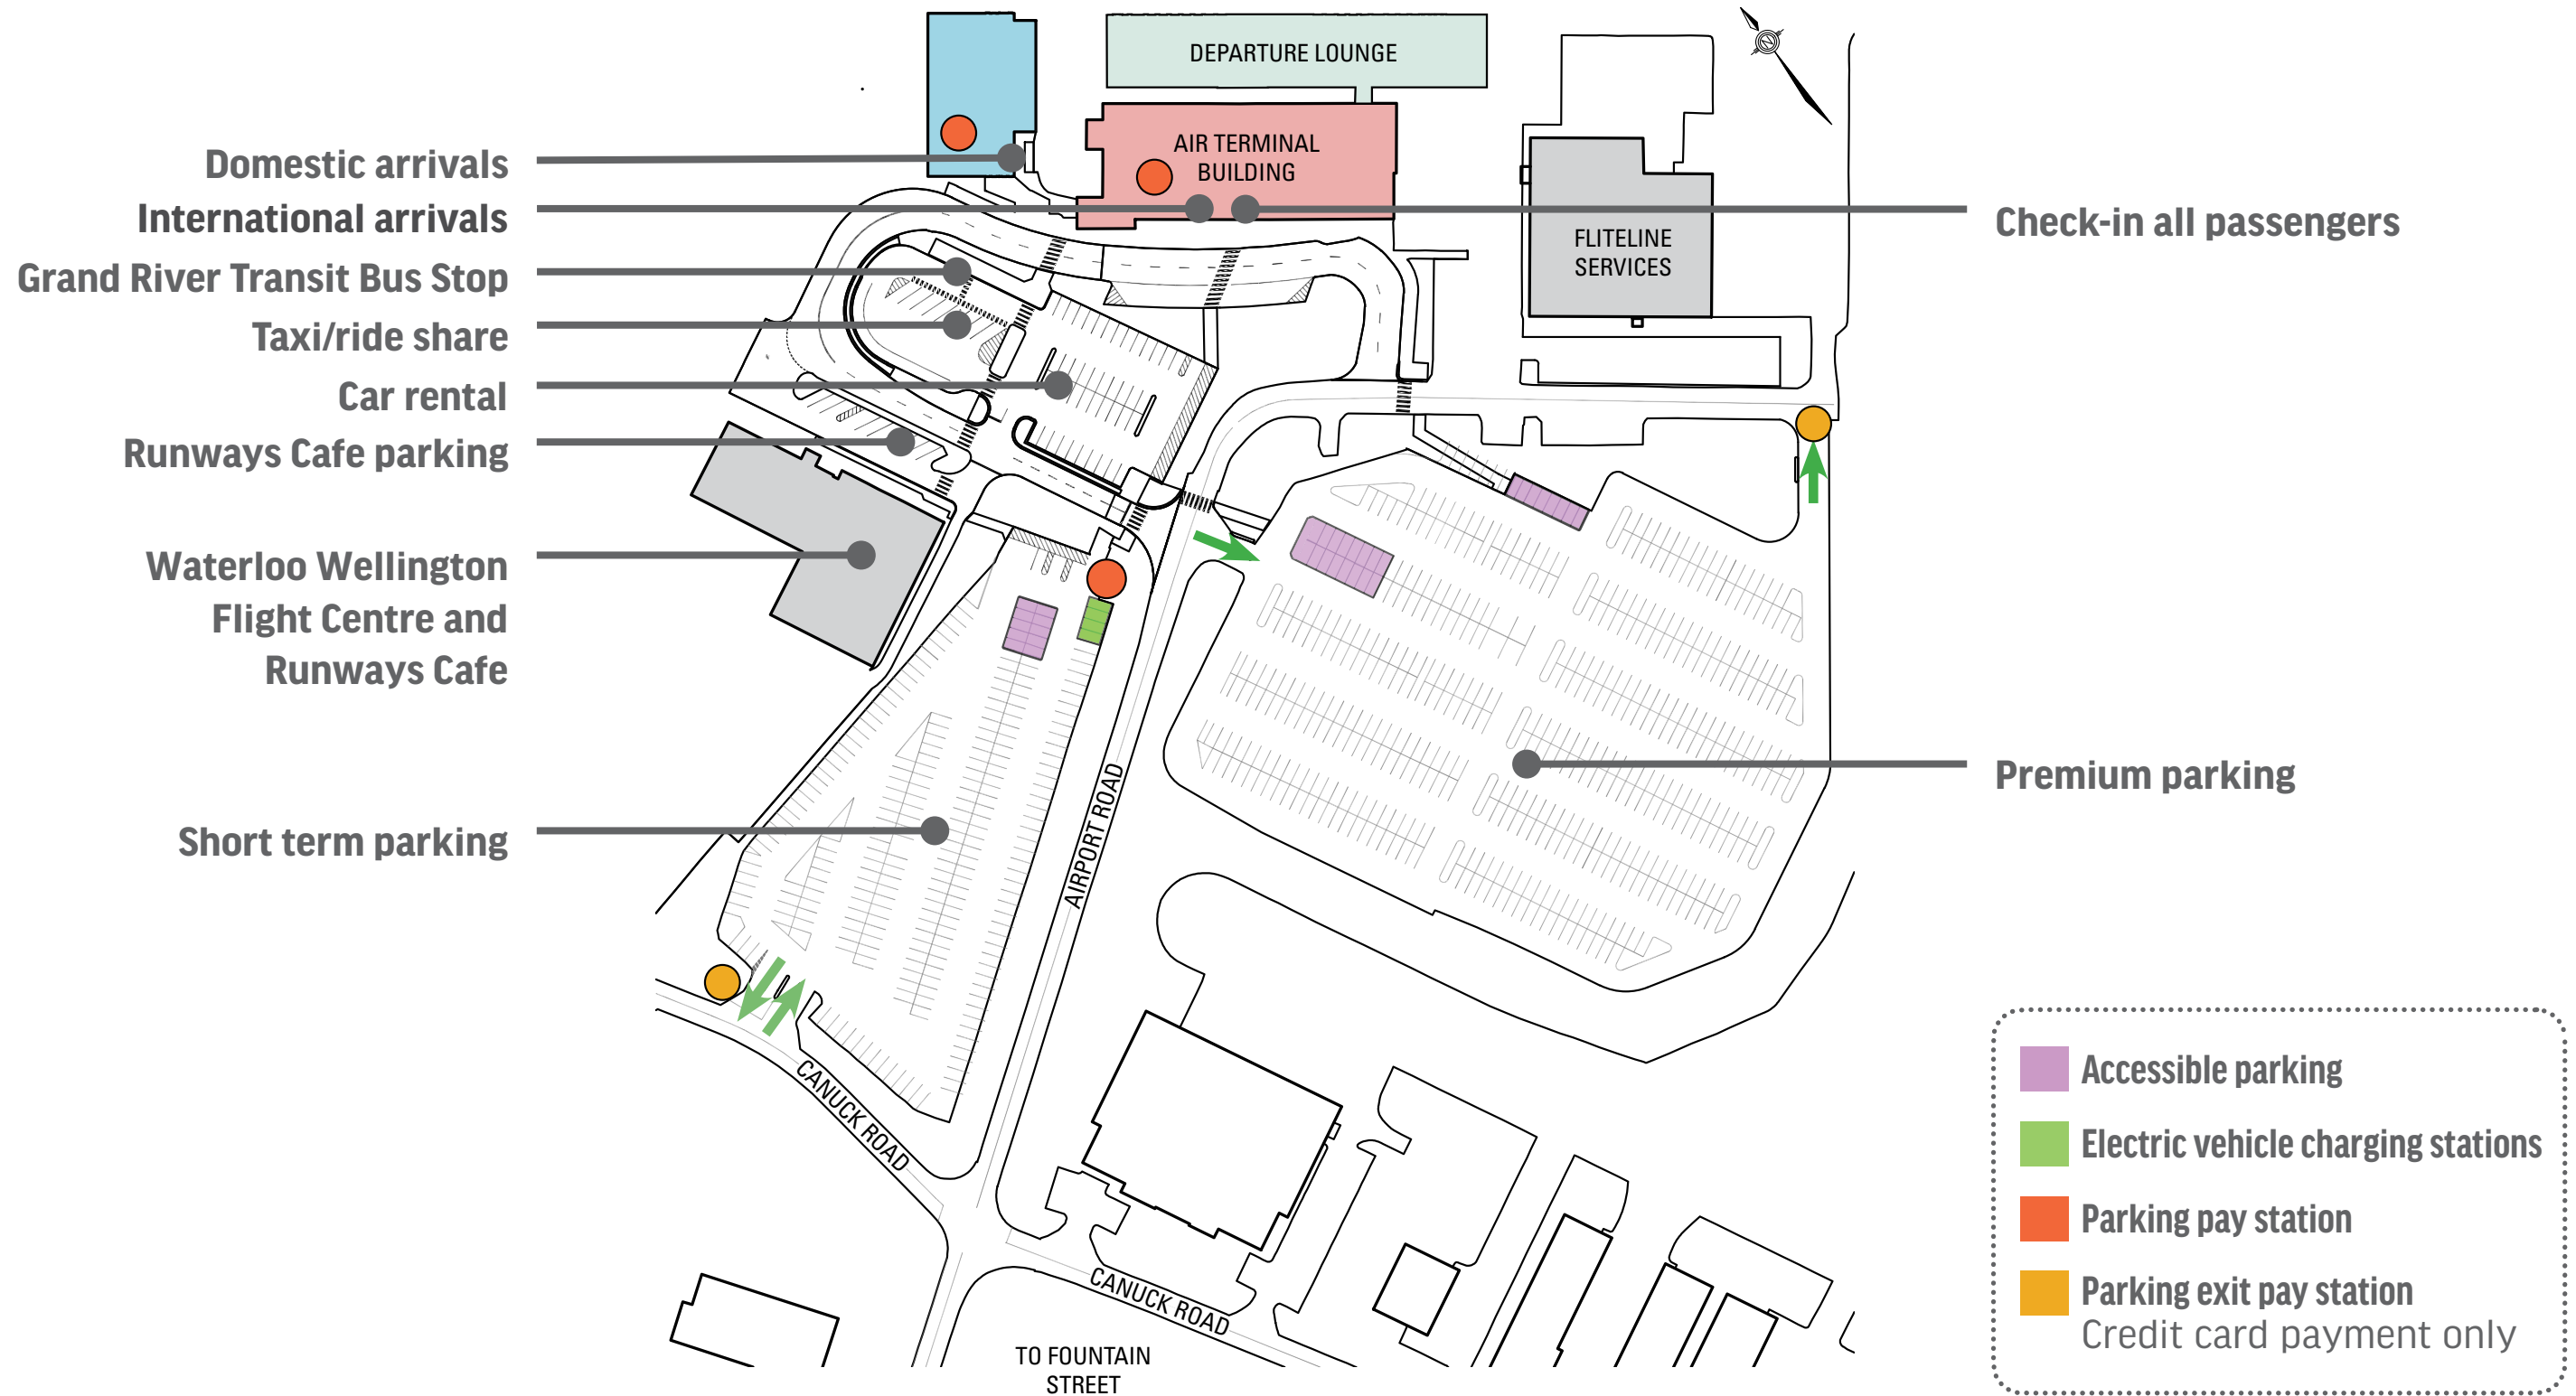 DEPARTURE LOUNGE
AIR TERMINAL
BUILDING
Domestic arrivals
International arrivals
Grand River Transit Bus Stop
Taxi/ride share
Car rental
Runways Cafe parking
Waterloo Wellington
Flight Centre and
Runways Cafe
Short term parking
Check-in all passengers
FLITELINE
SERVICES
N
Premium parking
AIRPORT ROAD
CANUCK ROAD
CANUCK ROAD
TO FOUNTAIN
STREET
Accessible parking
Electric vehicle charging stations
Parking pay station
Parking exit pay station
Credit card payment only